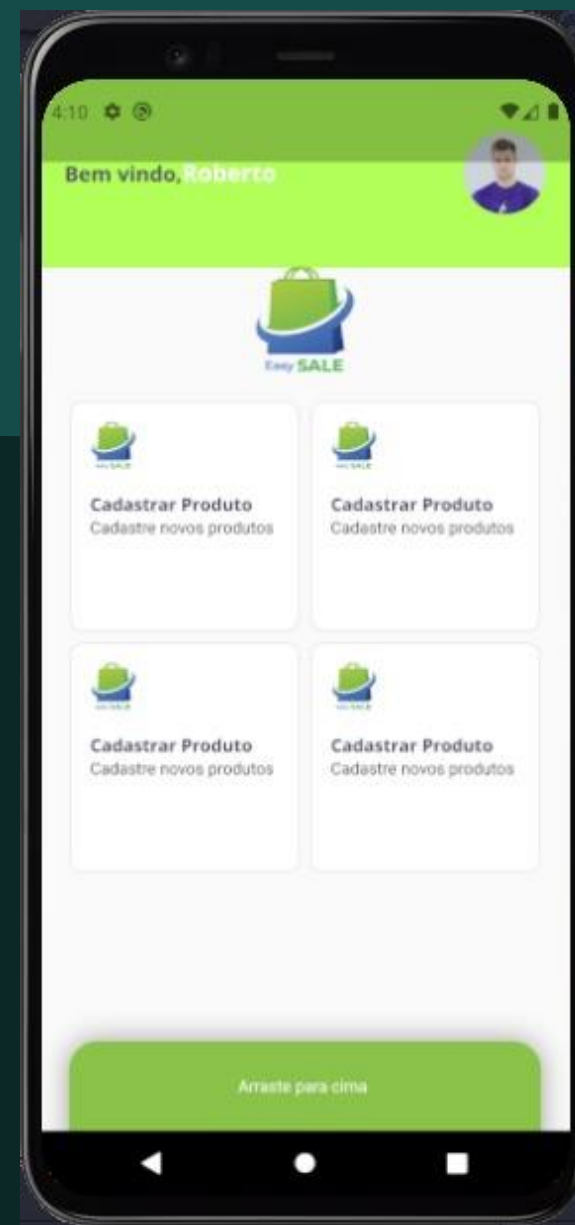 4:10
Bem vindo,Roberto
Easy SALE
Cadastrar Produto
Cadastre novos produtos
Cadastrar Produto
Cadastre novos produtos
Cadastrar Produto
Cadastre novos produtos
Cadastrar Produto
Cadastre novos produtos
Arraste para cima